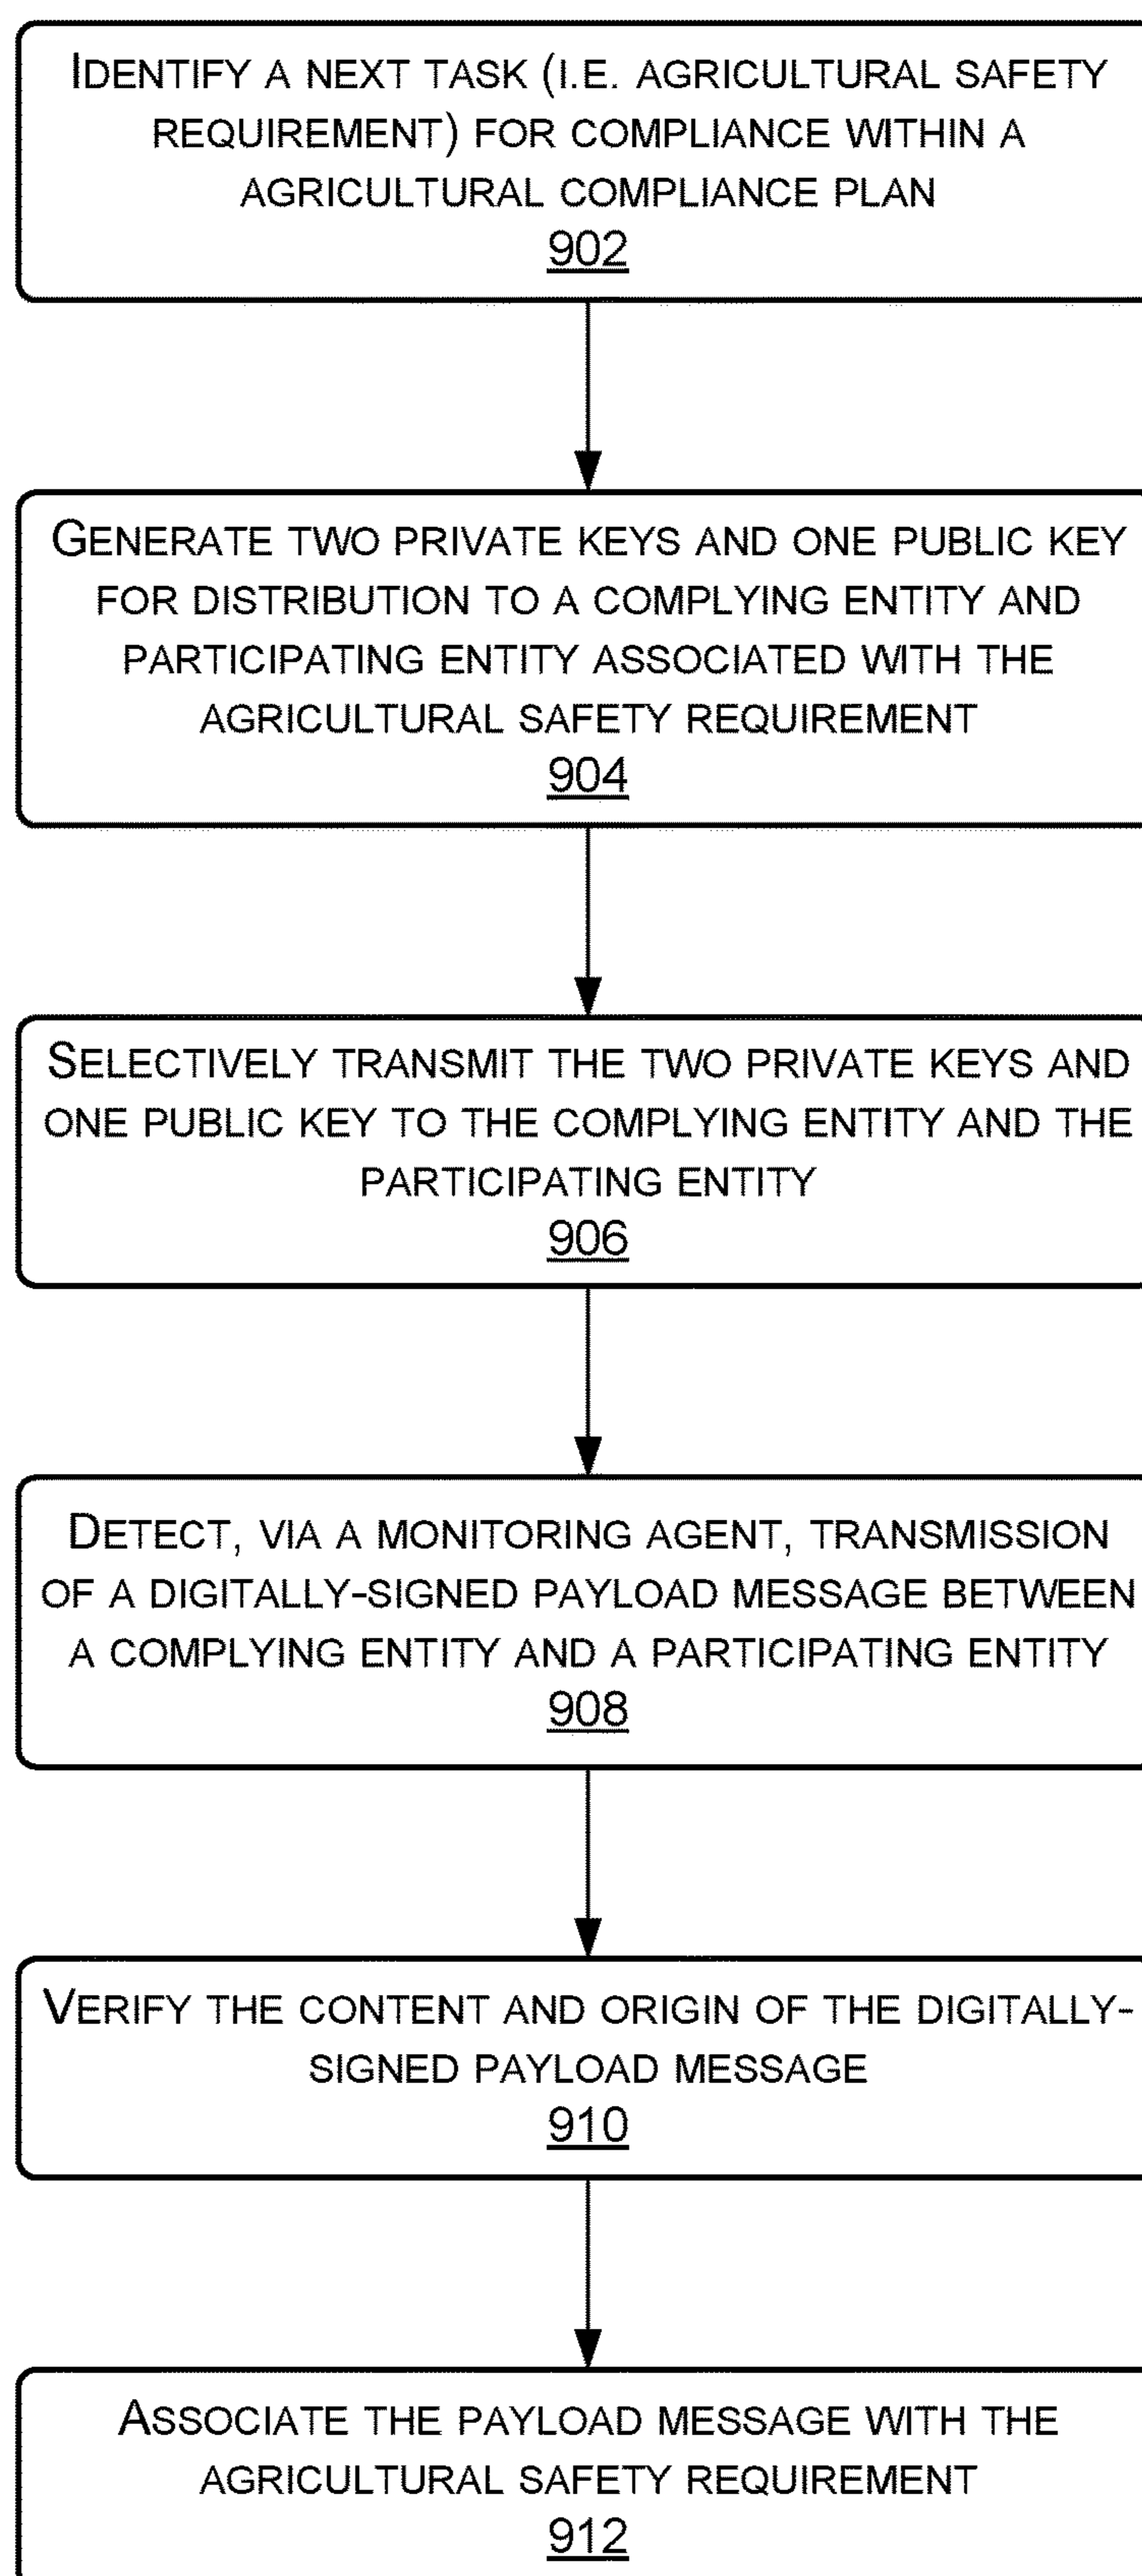 IDENTIFY A NEXT TASK (I.E. AGRICULTURAL SAFETY
REQUIREMENT) FOR COMPLIANCE WITHIN A
AGRICULTURAL COMPLIANCE PLAN
902
GENERATE TWO PRIVATE KEYS AND ONE PUBLIC KEY
FOR DISTRIBUTION TO A COMPLYING ENTITY AND
PARTICIPATING ENTITY ASSOCIATED WITH THE
AGRICULTURAL SAFETY REQUIREMENT
904
SELECTIVELY TRANSMIT THE TWO PRIVATE KEYS AND
ONE PUBLIC KEY TO THE COMPLYING ENTITY AND THE
PARTICIPATING ENTITY
906
DETECT, VIA A MONITORING AGENT, TRANSMISSION
OF A DIGITALLY-SIGNED PAYLOAD MESSAGE BETWEEN
A COMPLYING ENTITY AND A PARTICIPATING ENTITY
908
VERIFY THE CONTENT AND ORIGIN OF THE DIGITALLY-
SIGNED PAYLOAD MESSAGE
910
ASSOCIATE THE PAYLOAD MESSAGE WITH THE
AGRICULTURAL SAFETY REQUIREMENT
912